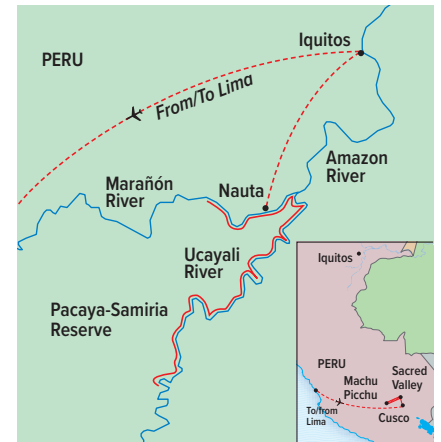 Iquitos
PERU
From/To Lima
Amazon
River
Marañón
River
Nauta
Ucayali
River
Pacaya-Samiria
Reserve
Iquitos
PERU
Machu
Picchu
Sacred
Valley
To/from
Lima
Cusco